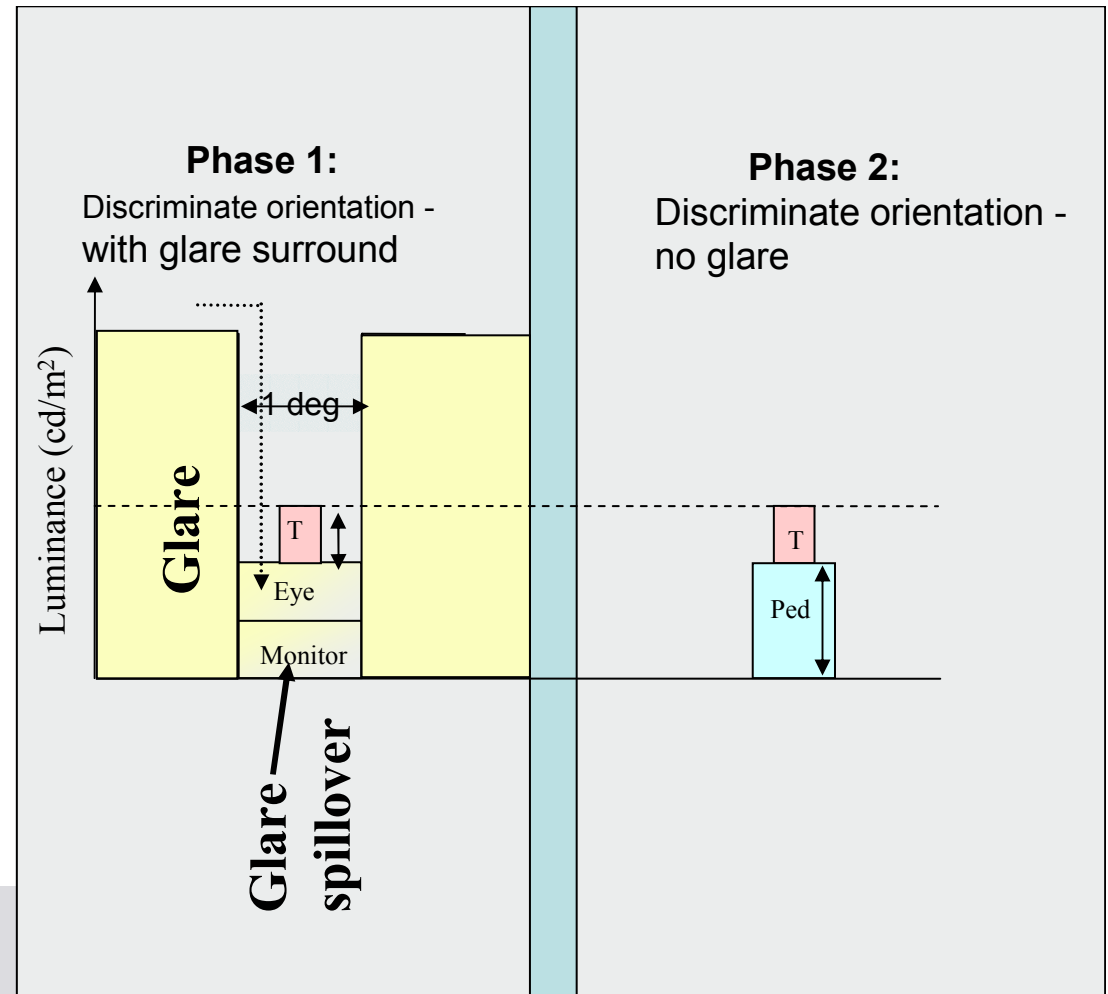 Phase 1:
Discriminate orientation -
with glare surround
Luminance (cd/m²)
1 deg
Glare
T
Eye
Monitor
Glare
spillover
Phase 2:
Discriminate orientation -
no glare
T
Ped